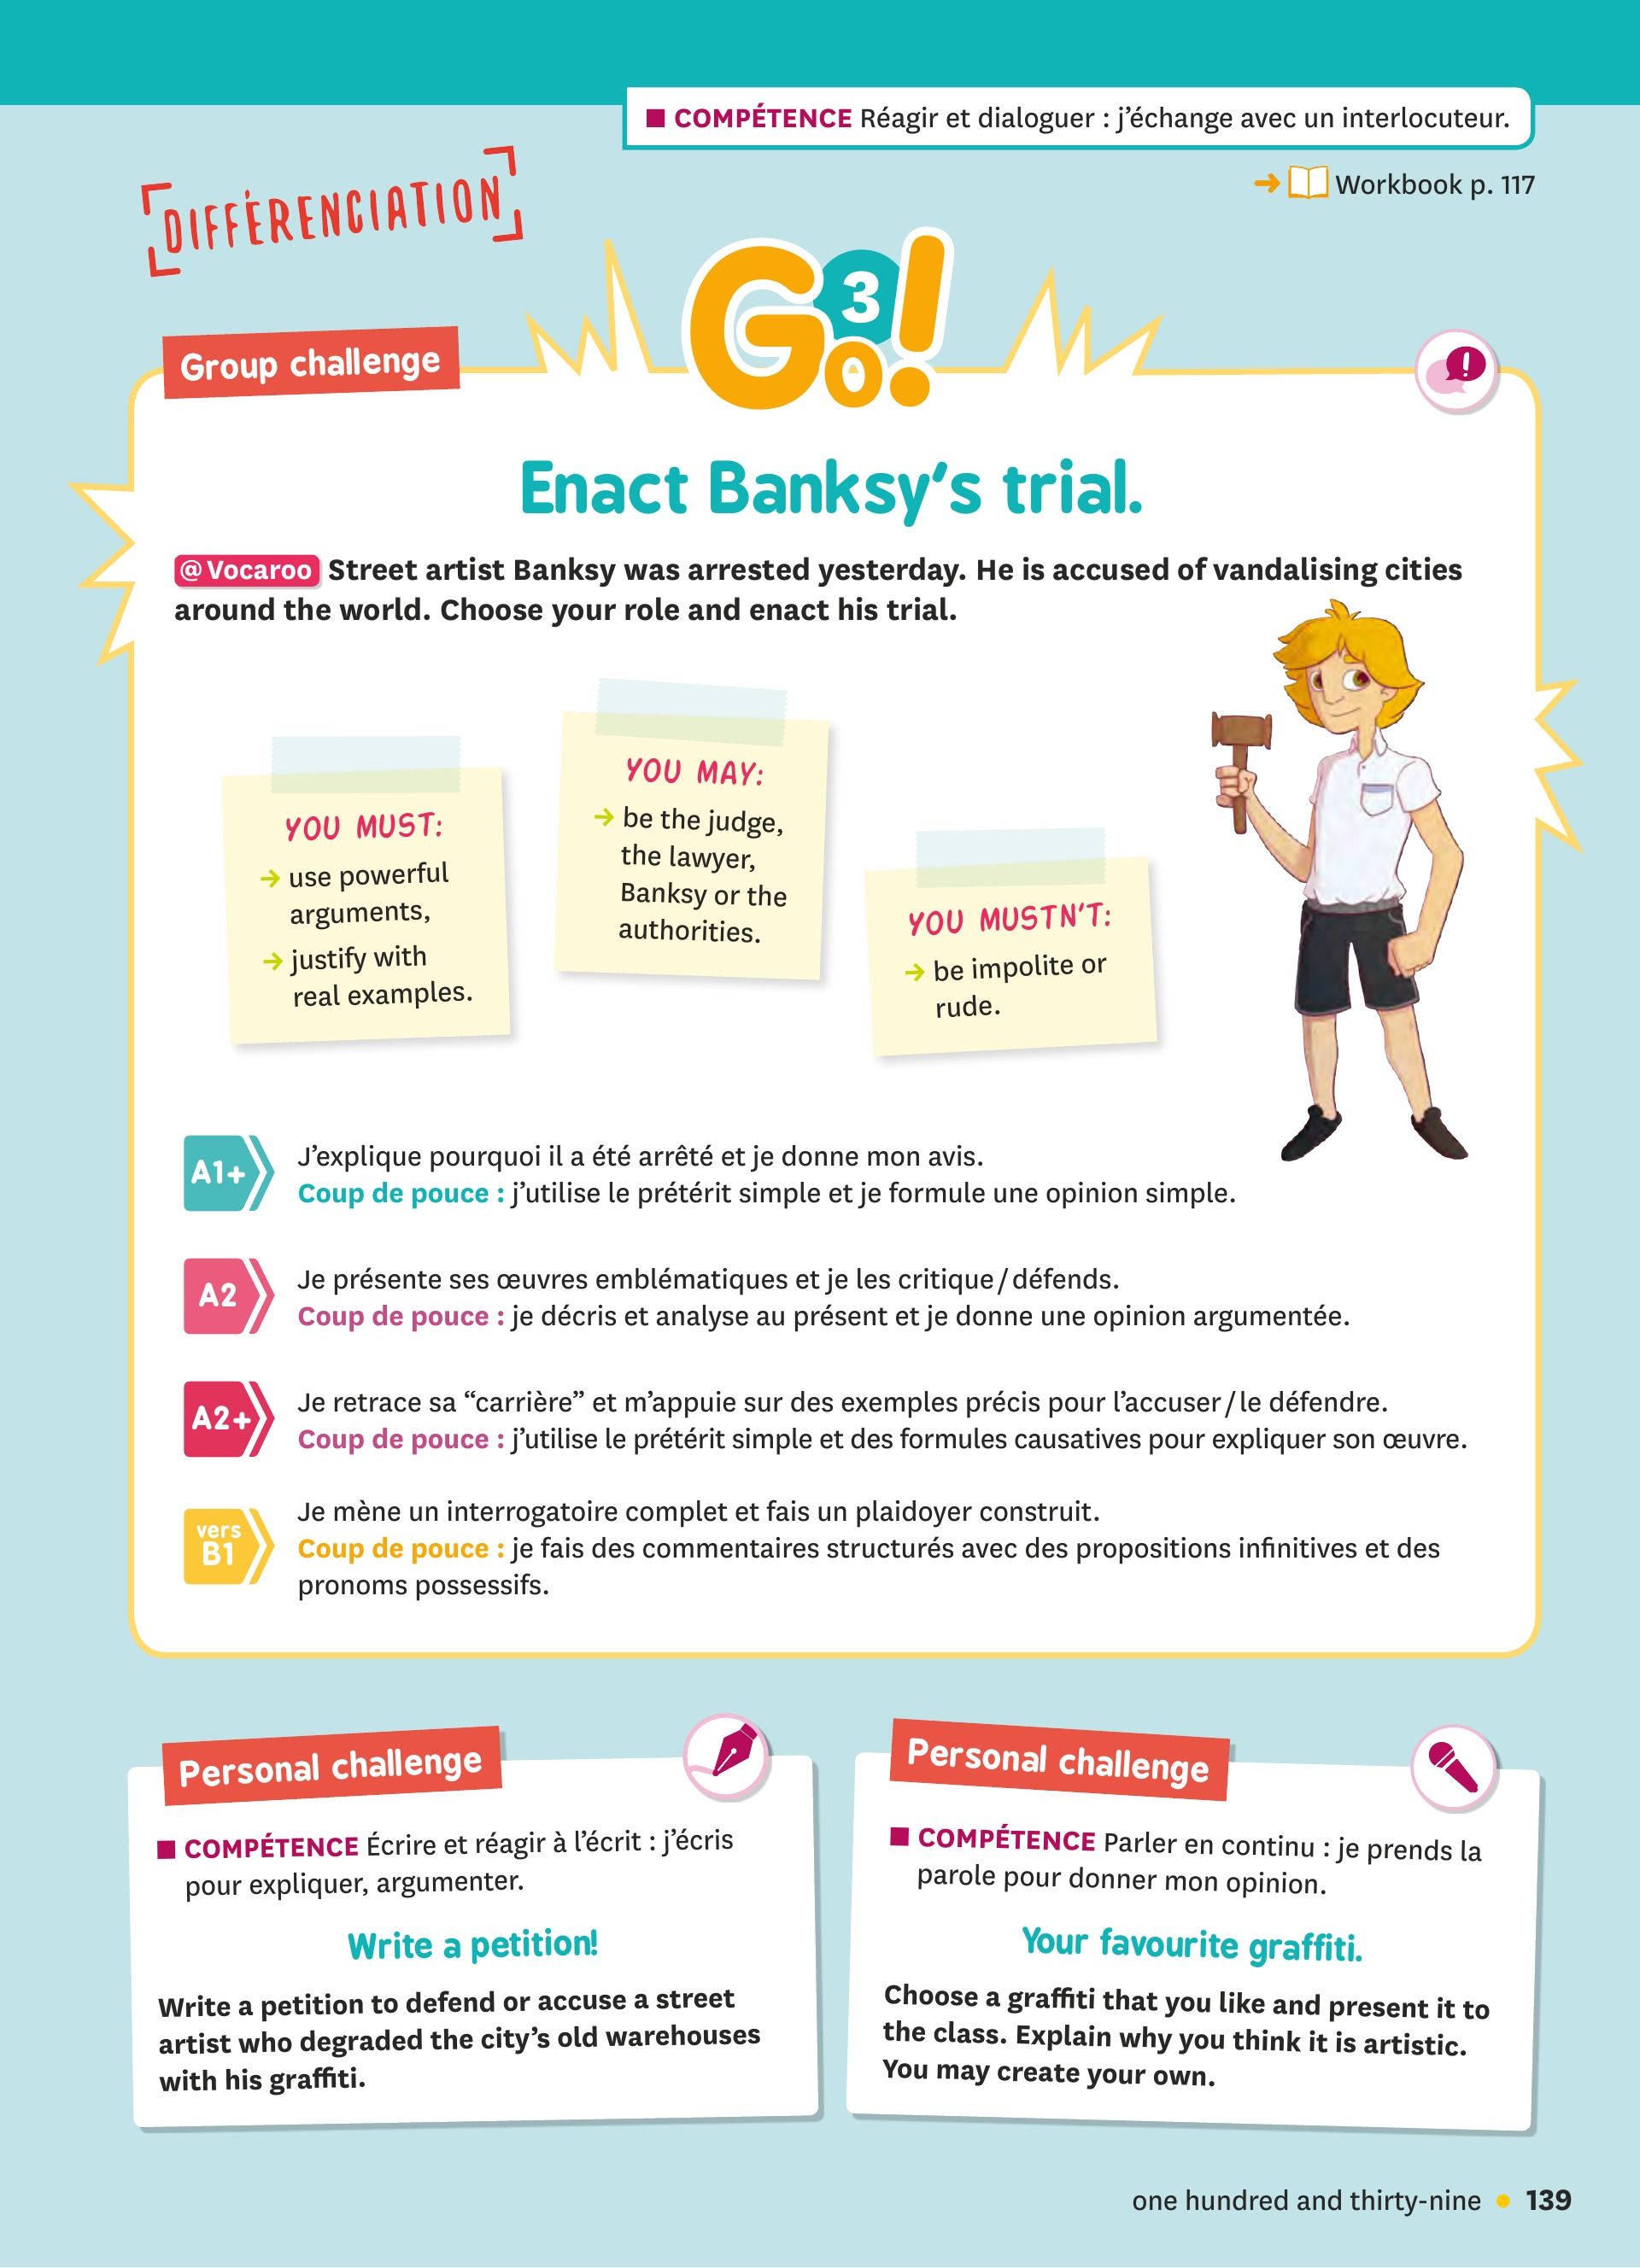 ■ COMPÉTENCE Réagir et dialoguer : j'échange avec un interlocuteur.
➜ Workbook p. 117
DIFFÉRENCIATION
Go!
3
Group challenge
!
Enact Banksy's trial.
@Vocaroo Street artist Banksy was arrested yesterday. He is accused of vandalising cities
around the world. Choose your role and enact his trial.
YOU MUST:
→ use powerful
arguments,
→ justify with
real examples.
YOU MAY:
→ be the judge,
the lawyer,
Banksy or the
authorities.
YOU MUSTN'T:
→ be impolite or
rude.
A1+
J'explique pourquoi il a été arrêté et je donne mon avis.
Coup de pouce : j'utilise le prétérit simple et je formule une opinion simple.
A2
Je présente ses œuvres emblématiques et je les critique/défends.
Coup de pouce : je décris et analyse au présent et je donne une opinion argumentée.
A2+
Je retrace sa “carrière” et m'appuie sur des exemples précis pour l'accuser/le défendre.
Coup de pouce : j'utilise le prétérit simple et des formules causatives pour expliquer son œuvre.
vers
B1
Je mène un interrogatoire complet et fais un plaidoyer construit.
Coup de pouce : je fais des commentaires structurés avec des propositions infinitives et des
pronoms possessifs.
Personal challenge
■ COMPÉTENCE Écrire et réagir à l'écrit : j'écris
pour expliquer, argumenter.
Write a petition!
Write a petition to defend or accuse a street
artist who degraded the city's old warehouses
with his graffiti.
Personal challenge
■ COMPÉTENCE Parler en continu : je prends la
parole pour donner mon opinion.
Your favourite graffiti.
Choose a graffiti that you like and present it to
the class. Explain why you think it is artistic.
You may create your own.
one hundred and thirty-nine • 139